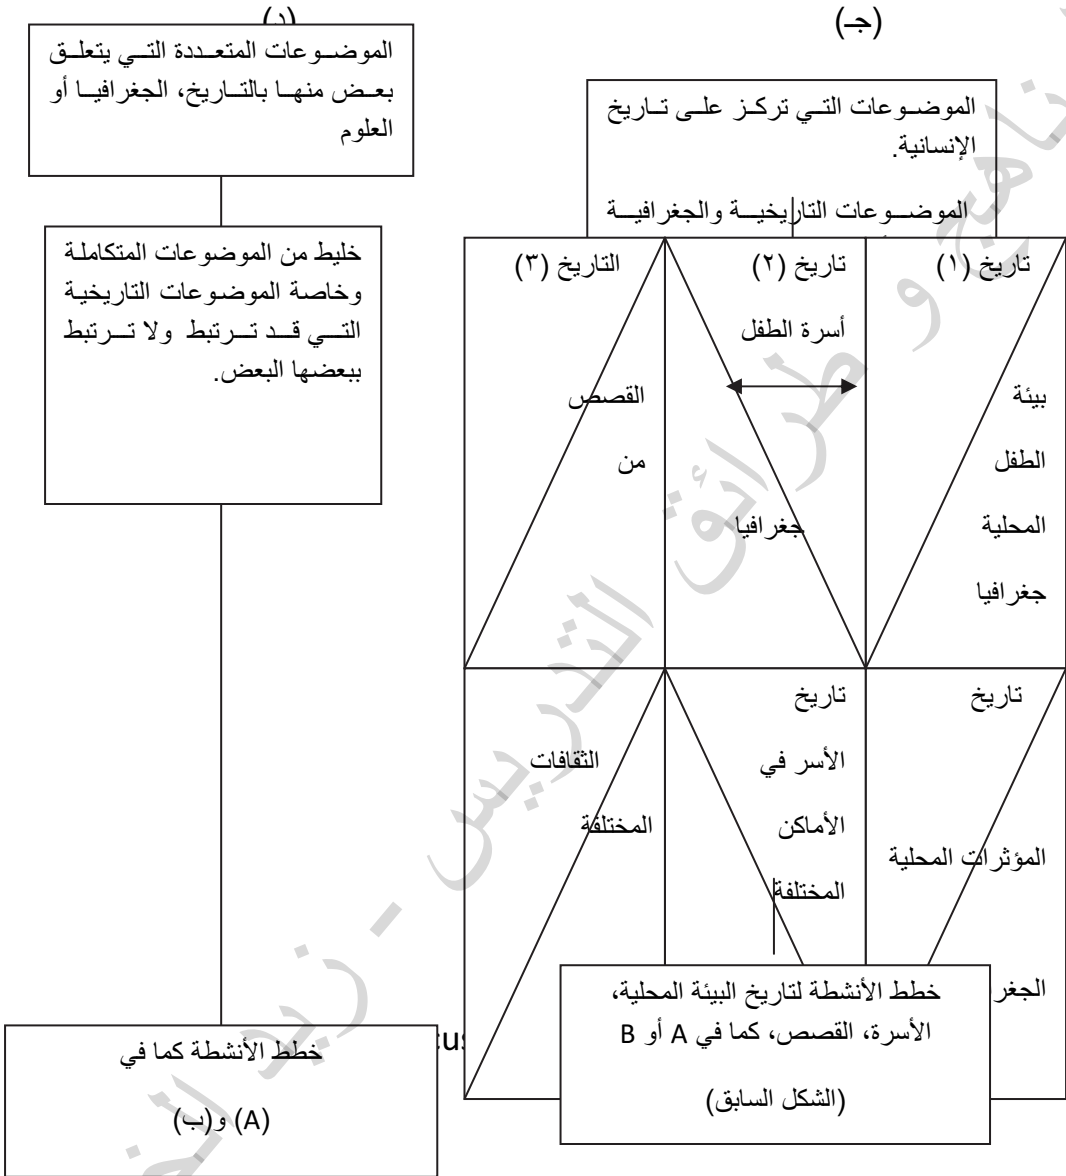 (جـ)
الموضوعات التي تركز على تاريخ
الإنسانية.
الموضوعات التاريخية والجغرافية
تاريخ (١)
بيئة
الطفل
المحلية
جغرافيا
تاريخ (٢)
أسرة الطفل
جغرافيا
التاريخ (٣)
القصص
من
تاريخ
المؤثرات المحلية
تاريخ
الأسر في
الأماكن
المختلفة
الثقافات
المختلفة
خطط الأنشطة لتاريخ البيئة المحلية،
الأسرة، القصص، كما في A أو B
(الشكل السابق)
(د)
الموضوعات المتعددة التي يتعلق
بعض منها بالتاريخ، الجغرافيا أو
العلوم
خليط من الموضوعات المتكاملة
وخاصة الموضوعات التاريخية
التي قد ترتبط ولا ترتبط
ببعضها البعض.
خطط الأنشطة كما في
(A) و(ب)
و طرائق التدريس - زيد